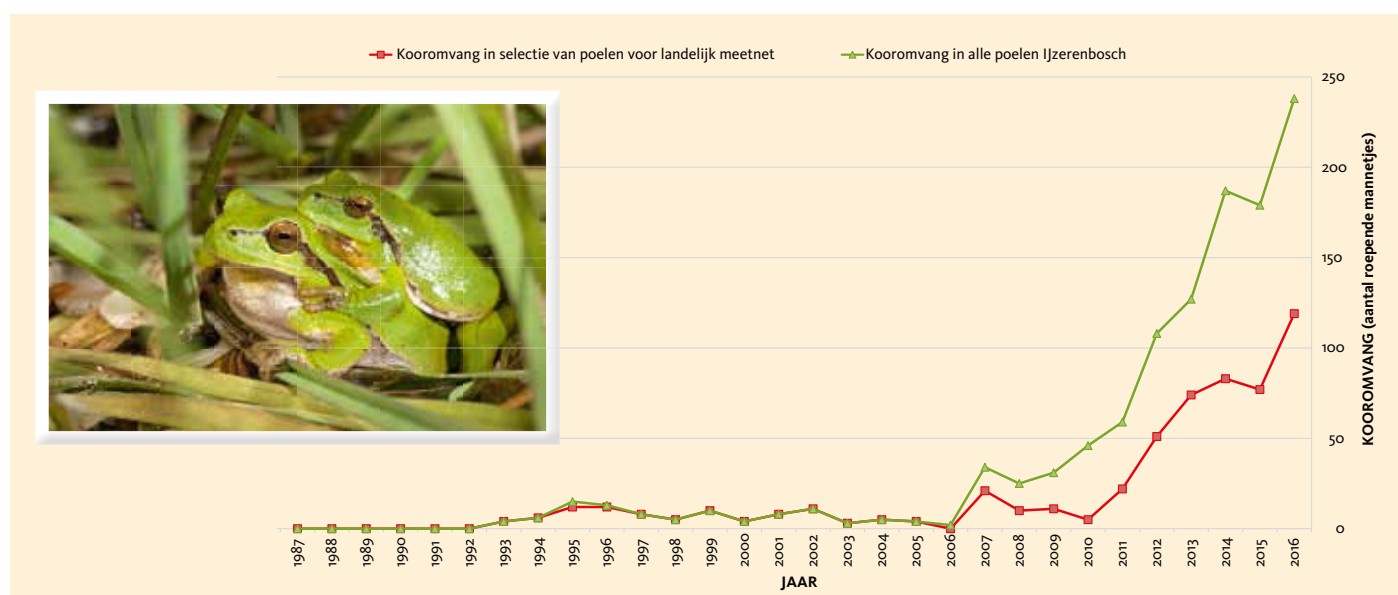 Kooromvang in selectie van poelen voor landelijk meetnet
Kooromvang in alle poelen IJzerenbosch
250
200
150
100
50
0
KOOROMVANG (aantal roepende mannetjes)
1987 1988 1989 1990 1991 1992 1993 1994 1995 1996 1997 1998 1999 2000 2001 2002 2003 2004 2005 2006 2007 2008 2009 2010 2011 2012 2013 2014 2015 2016
JAAR